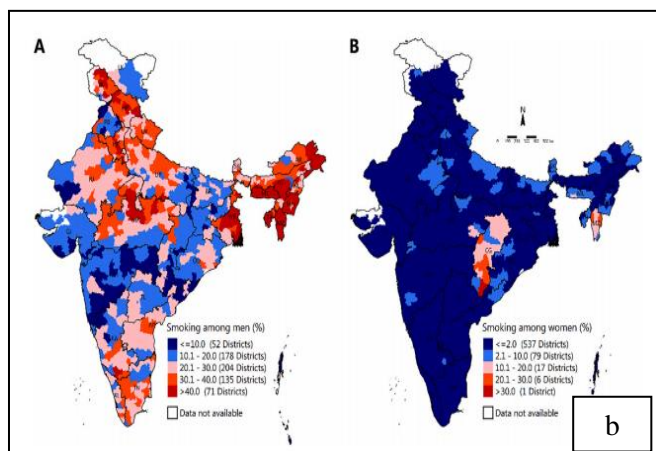 A
B
N
Smoking among men (%)
<=10.0 (52 Districts)
10.1 - 20.0 (178 Districts)
20.1 - 30.0 (204 Districts)
30.1 - 40.0 (135 Districts)
>40.0 (71 Districts)
Data not available
Smoking among women (%)
<=2.0 (537 Districts)
2.1 - 10.0 (79 Districts)
10.1 - 20.0 (17 Districts)
20.1 - 30.0 (6 Districts)
>30.0 (1 District)
Data not available
b